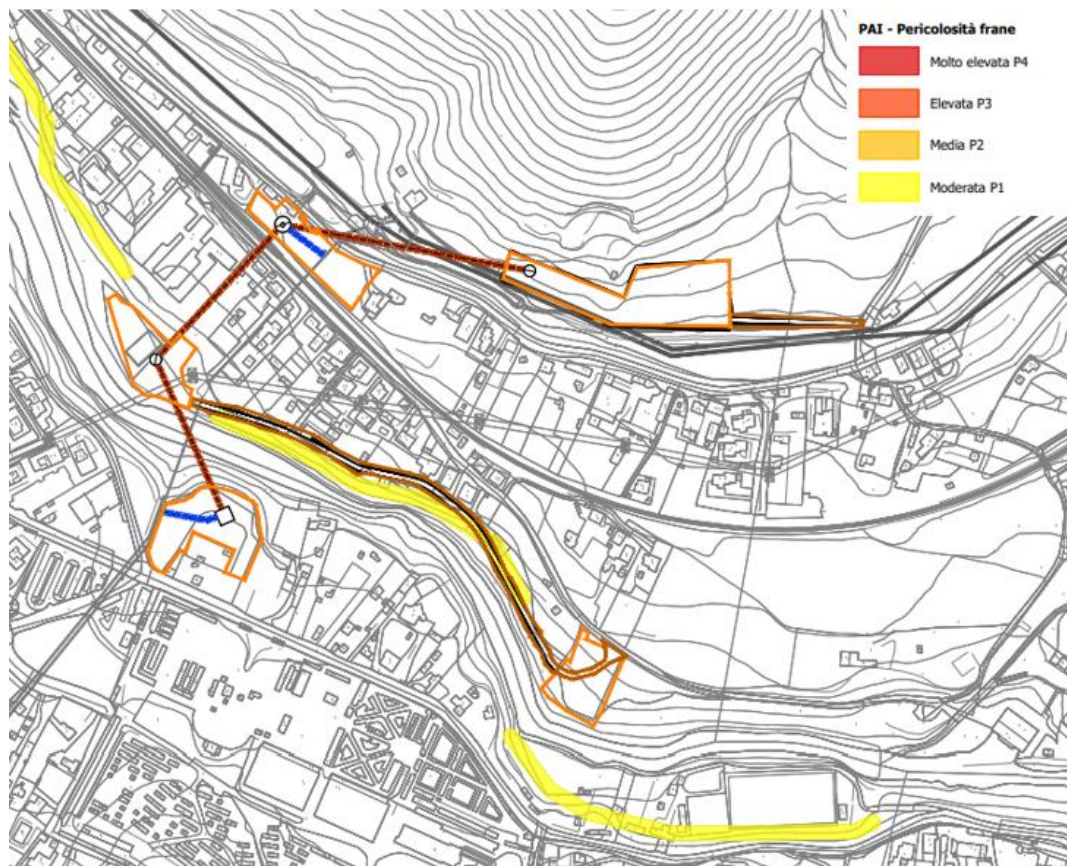 PAI - Pericolosità frane
Molto elevata P4
Elevata P3
Media P2
Moderata P1